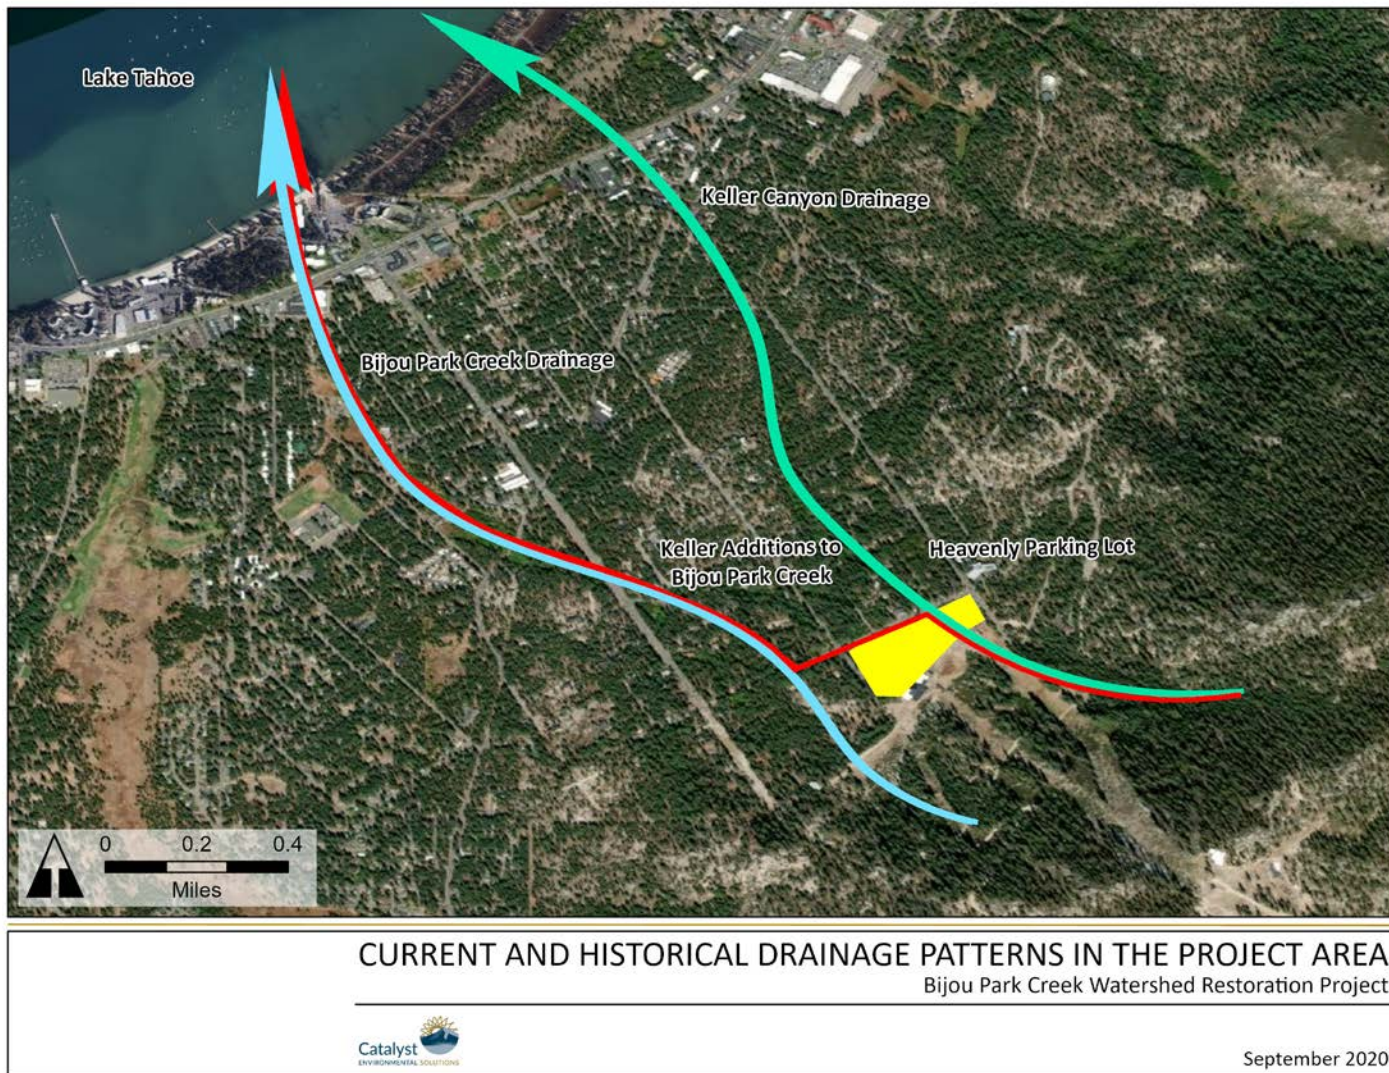 Lake Tahoe
Keller Canyon Drainage
Bijou Park Creek Drainage
Keller Additions to
Bijou Park Creek
Heavenly Parking Lot
0 0.2 0.4
Miles
CURRENT AND HISTORICAL DRAINAGE PATTERNS IN THE PROJECT AREA
Bijou Park Creek Watershed Restoration Project
Catalyst
ENVIRONMENTAL SOLUTIONS
September 2020